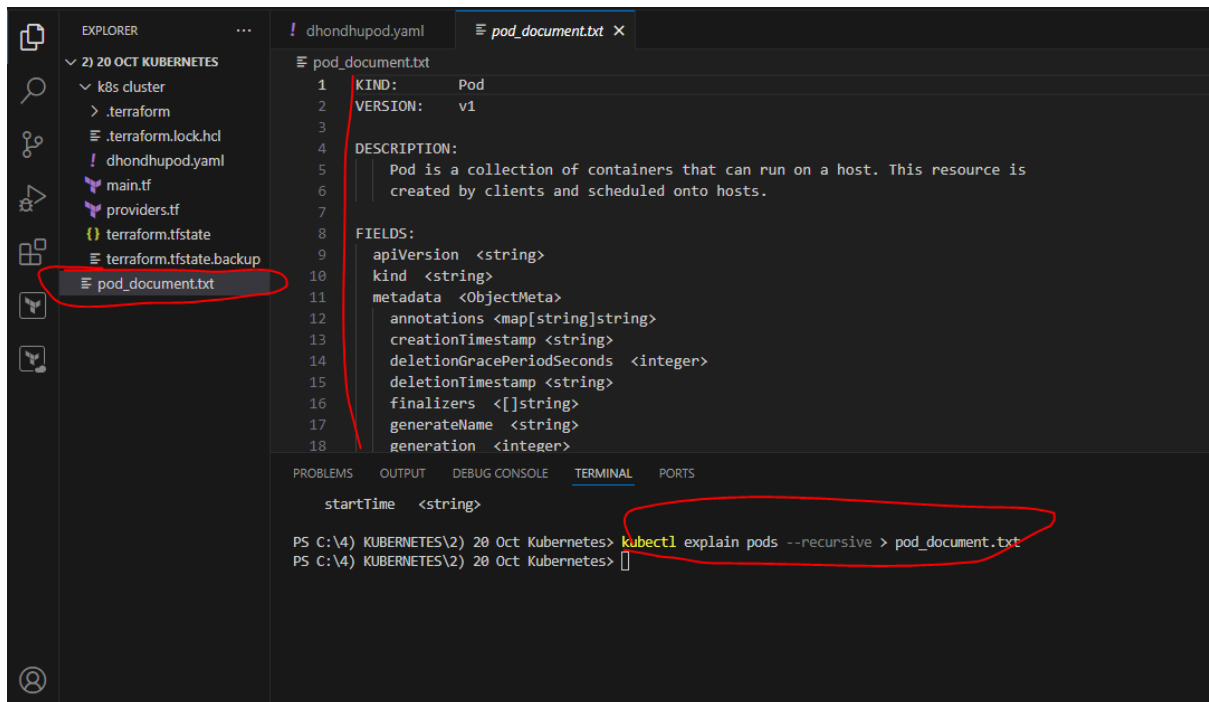 EXPLORER ...
2) 20 OCT KUBERNETES
k8s cluster
.terraform
.terraform.lock.hcl
! dhondhupod.yaml
main.tf
providers.tf
{} terraform.tfstate
terraform.tfstate.backup
pod_document.txt
! dhondhupod.yaml
pod_document.txt
pod_document.txt
1 KIND: Pod
2 VERSION: v1
3
4 DESCRIPTION:
5 Pod is a collection of containers that can run on a host. This resource is
6 created by clients and scheduled onto hosts.
7
8 FIELDS:
9 apiVersion <string>
10 kind <string>
11 metadata <ObjectMeta>
12 annotations <map[string]string>
13 creationTimestamp <string>
14 deletionGracePeriodSeconds <integer>
15 deletionTimestamp <string>
16 finalizers <[]string>
17 generateName <string>
18 generation <integer>
PROBLEMS OUTPUT DEBUG CONSOLE TERMINAL PORTS
startTime <string>
PS C:\4) KUBERNETES\2) 20 Oct Kubernetes> kubectl explain pods --recursive > pod_document.txt
PS C:\4) KUBERNETES\2) 20 Oct Kubernetes>